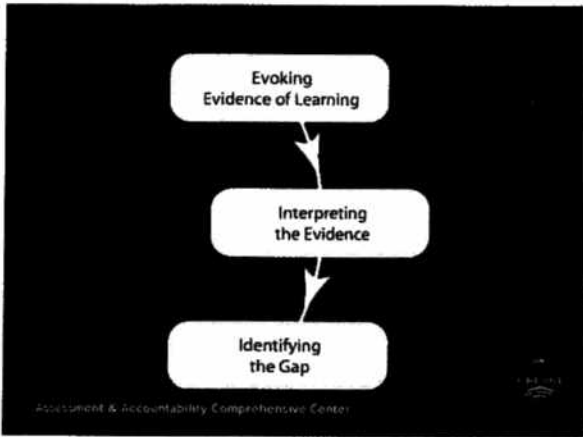 Evoking
Evidence of Learning
Interpreting
the Evidence
Identifying
the Gap
Assessment & Accountability Comprehensive Center